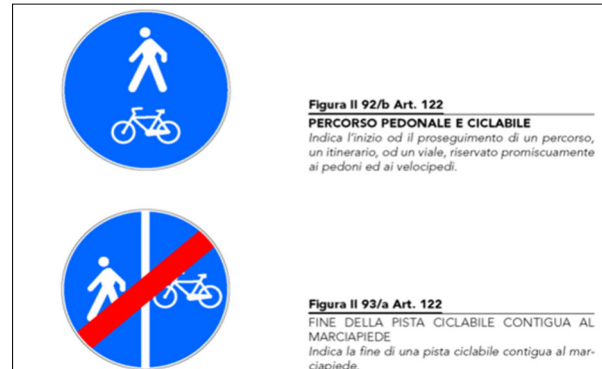 Figura II 92/b Art. 122
PERCORSO PEDONALE E CICLABILE
Indica l'inizio od il proseguimento di un percorso,
un itinerario, od un viale, riservato promiscuamente
ai pedoni ed ai velocipedi.
Figura II 93/a Art. 122
FINE DELLA PISTA CICLABILE CONTIGUA AL
MARCIAPIEDE
Indica la fine di una pista ciclabile contigua al mar-
ciapiede.